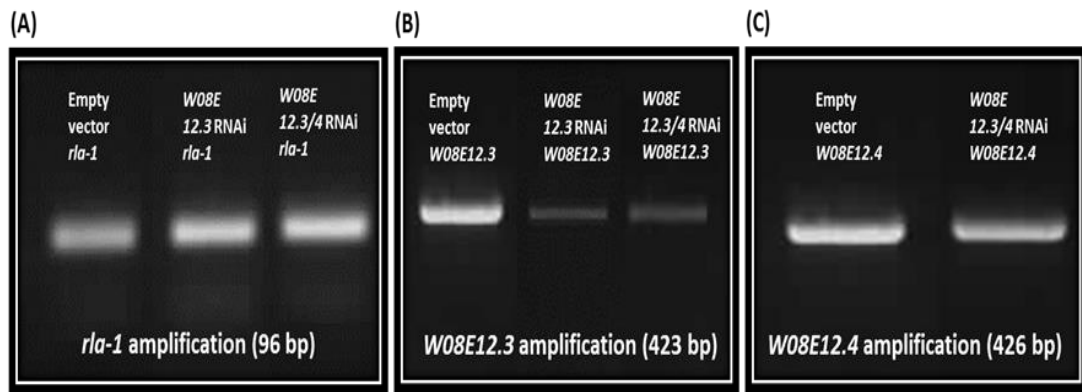 (A)
Empty
vector
rla-1
W08E
12.3 RNAi
rla-1
W08E
12.3/4 RNAi
rla-1
rla-1 amplification (96 bp)
(B)
Empty
vector
W08E12.3
W08E
12.3 RNAi
W08E12.3
W08E
12.3/4 RNAi
W08E12.3
W08E12.3 amplification (423 bp)
(C)
Empty
vector
W08E12.4
W08E
12.3/4 RNAi
W08E12.4
W08E12.4 amplification (426 bp)